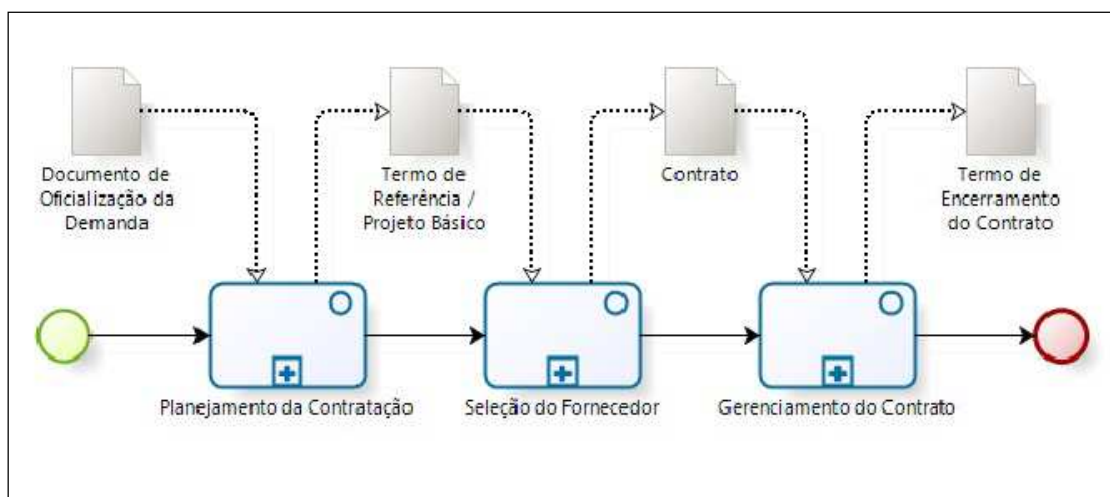 Documento de
Oficialização da
Demanda
Termo de
Referência /
Projeto Básico
Contrato
Termo de
Encerramento
do Contrato
Planejamento da Contratação
Seleção do Fornecedor
Gerenciamento do Contrato